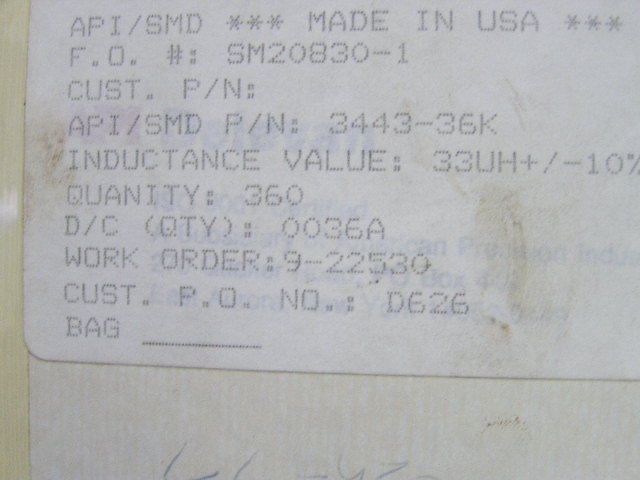 API/SMD *** MADE IN USA ***
F.O. #: SM20830-1
CUST. P/N:
API/SMD P/N: 3443-36K
INDUCTANCE VALUE: 33UH+/-10%
QUANITY: 360
D/C (QTY): 0036A
WORK ORDER:9-22530
CUST. P.O. NO.: D626
BAG